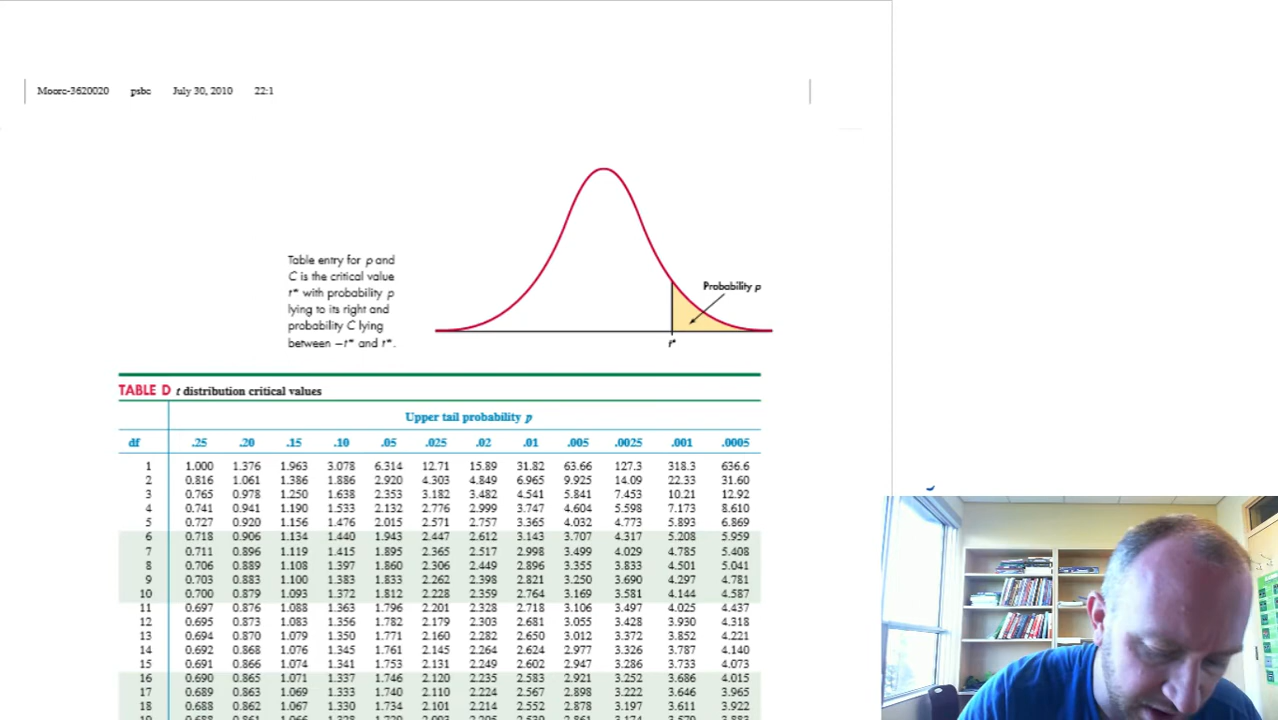 Moore-3620020 psbe July 30, 2010 22:1
Table entry for p and
C is the critical value
t* with probability p
lying to its right and
probability C lying
between −t* and t*.
Probability p
t*
TABLE D t distribution critical values
Upper tail probability p
df .25 .20 .15 .10 .05 .025 .02 .01 .005 .0025 .001 .0005
1 1.000 1.376 1.963 3.078 6.314 12.71 15.89 31.82 63.66 127.3 318.3 636.6
2 0.816 1.061 1.386 1.886 2.920 4.303 4.849 6.965 9.925 14.09 22.33 31.60
3 0.765 0.978 1.250 1.638 2.353 3.182 3.482 4.541 5.841 7.453 10.21 12.92
4 0.741 0.941 1.190 1.533 2.132 2.776 2.999 3.747 4.604 5.598 7.173 8.610
5 0.727 0.920 1.156 1.476 2.015 2.571 2.757 3.365 4.032 4.773 5.893 6.869
6 0.718 0.906 1.134 1.440 1.943 2.447 2.612 3.143 3.707 4.317 5.208 5.959
7 0.711 0.896 1.119 1.415 1.895 2.365 2.517 2.998 3.499 4.029 4.785 5.408
8 0.706 0.889 1.108 1.397 1.860 2.306 2.449 2.896 3.355 3.833 4.501 5.041
9 0.703 0.883 1.100 1.383 1.833 2.262 2.398 2.821 3.250 3.690 4.297 4.781
10 0.700 0.879 1.093 1.372 1.812 2.228 2.359 2.764 3.169 3.581 4.144 4.587
11 0.697 0.876 1.088 1.363 1.796 2.201 2.328 2.718 3.106 3.497 4.025 4.437
12 0.695 0.873 1.083 1.356 1.782 2.179 2.303 2.681 3.055 3.428 3.930 4.318
13 0.694 0.870 1.079 1.350 1.771 2.160 2.282 2.650 3.012 3.372 3.852 4.221
14 0.692 0.868 1.076 1.345 1.761 2.145 2.264 2.624 2.977 3.326 3.787 4.140
15 0.691 0.866 1.074 1.341 1.753 2.131 2.249 2.602 2.947 3.286 3.733 4.073
16 0.690 0.865 1.071 1.337 1.746 2.120 2.235 2.583 2.921 3.252 3.686 4.015
17 0.689 0.863 1.069 1.333 1.740 2.110 2.224 2.567 2.898 3.222 3.646 3.965
18 0.688 0.862 1.067 1.330 1.734 2.101 2.214 2.552 2.878 3.197 3.611 3.922